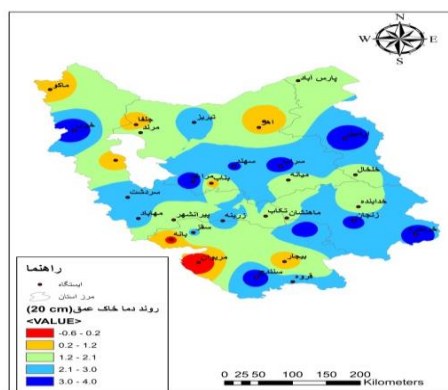 N
W E
S
پارس آباد
ماکو
جلفا
مرند
تبریز
اهر
سهند
سراب
میانه
خلخال
بناب
سردشت
مهاباد
پیرانشهر
زرینه
سقز
تکاب
ماهنشان
خدابنده
زنجان
بانه
مریوان
بیجار
قروه
راهنما
ایستگاه
مرز استان
روند دما خاک عمق(20 cm)
<VALUE>
-0.6 - 0.2
0.2 - 1.2
1.2 - 2.1
2.1 - 3.0
3.0 - 4.0
0 25 50 100 150 200
Kilometers